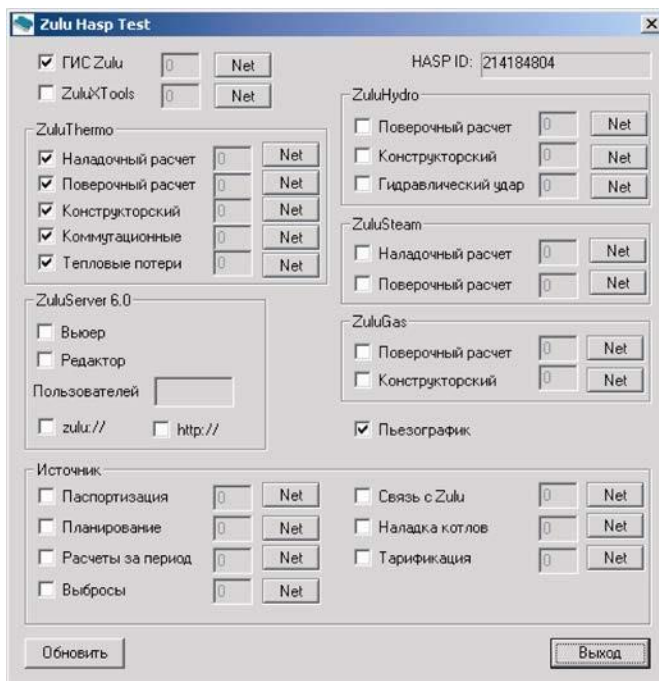 Zulu Hasp Test
ГИС Zulu 0 Net
HASP ID: 214184804
ZuluXTools 0 Net
ZuluThermo
Наладочный расчет 0 Net
Поверочный расчет 0 Net
Конструкторский 0 Net
Коммутационные 0 Net
Тепловые потери 0 Net
ZuluHydro
Поверочный расчет 0 Net
Конструкторский 0 Net
Гидравлический удар 0 Net
ZuluSteam
Наладочный расчет 0 Net
Поверочный расчет 0 Net
ZuluServer 6.0
Вьюер
Редактор
Пользователей
zulu:// http://
ZuluGas
Поверочный расчет 0 Net
Конструкторский 0 Net
Пьезографик
Источник
Паспортизация 0 Net
Планирование 0 Net
Расчеты за период 0 Net
Выбросы 0 Net
Связь с Zulu 0 Net
Наладка котлов 0 Net
Тарификация 0 Net
Обновить
Выход